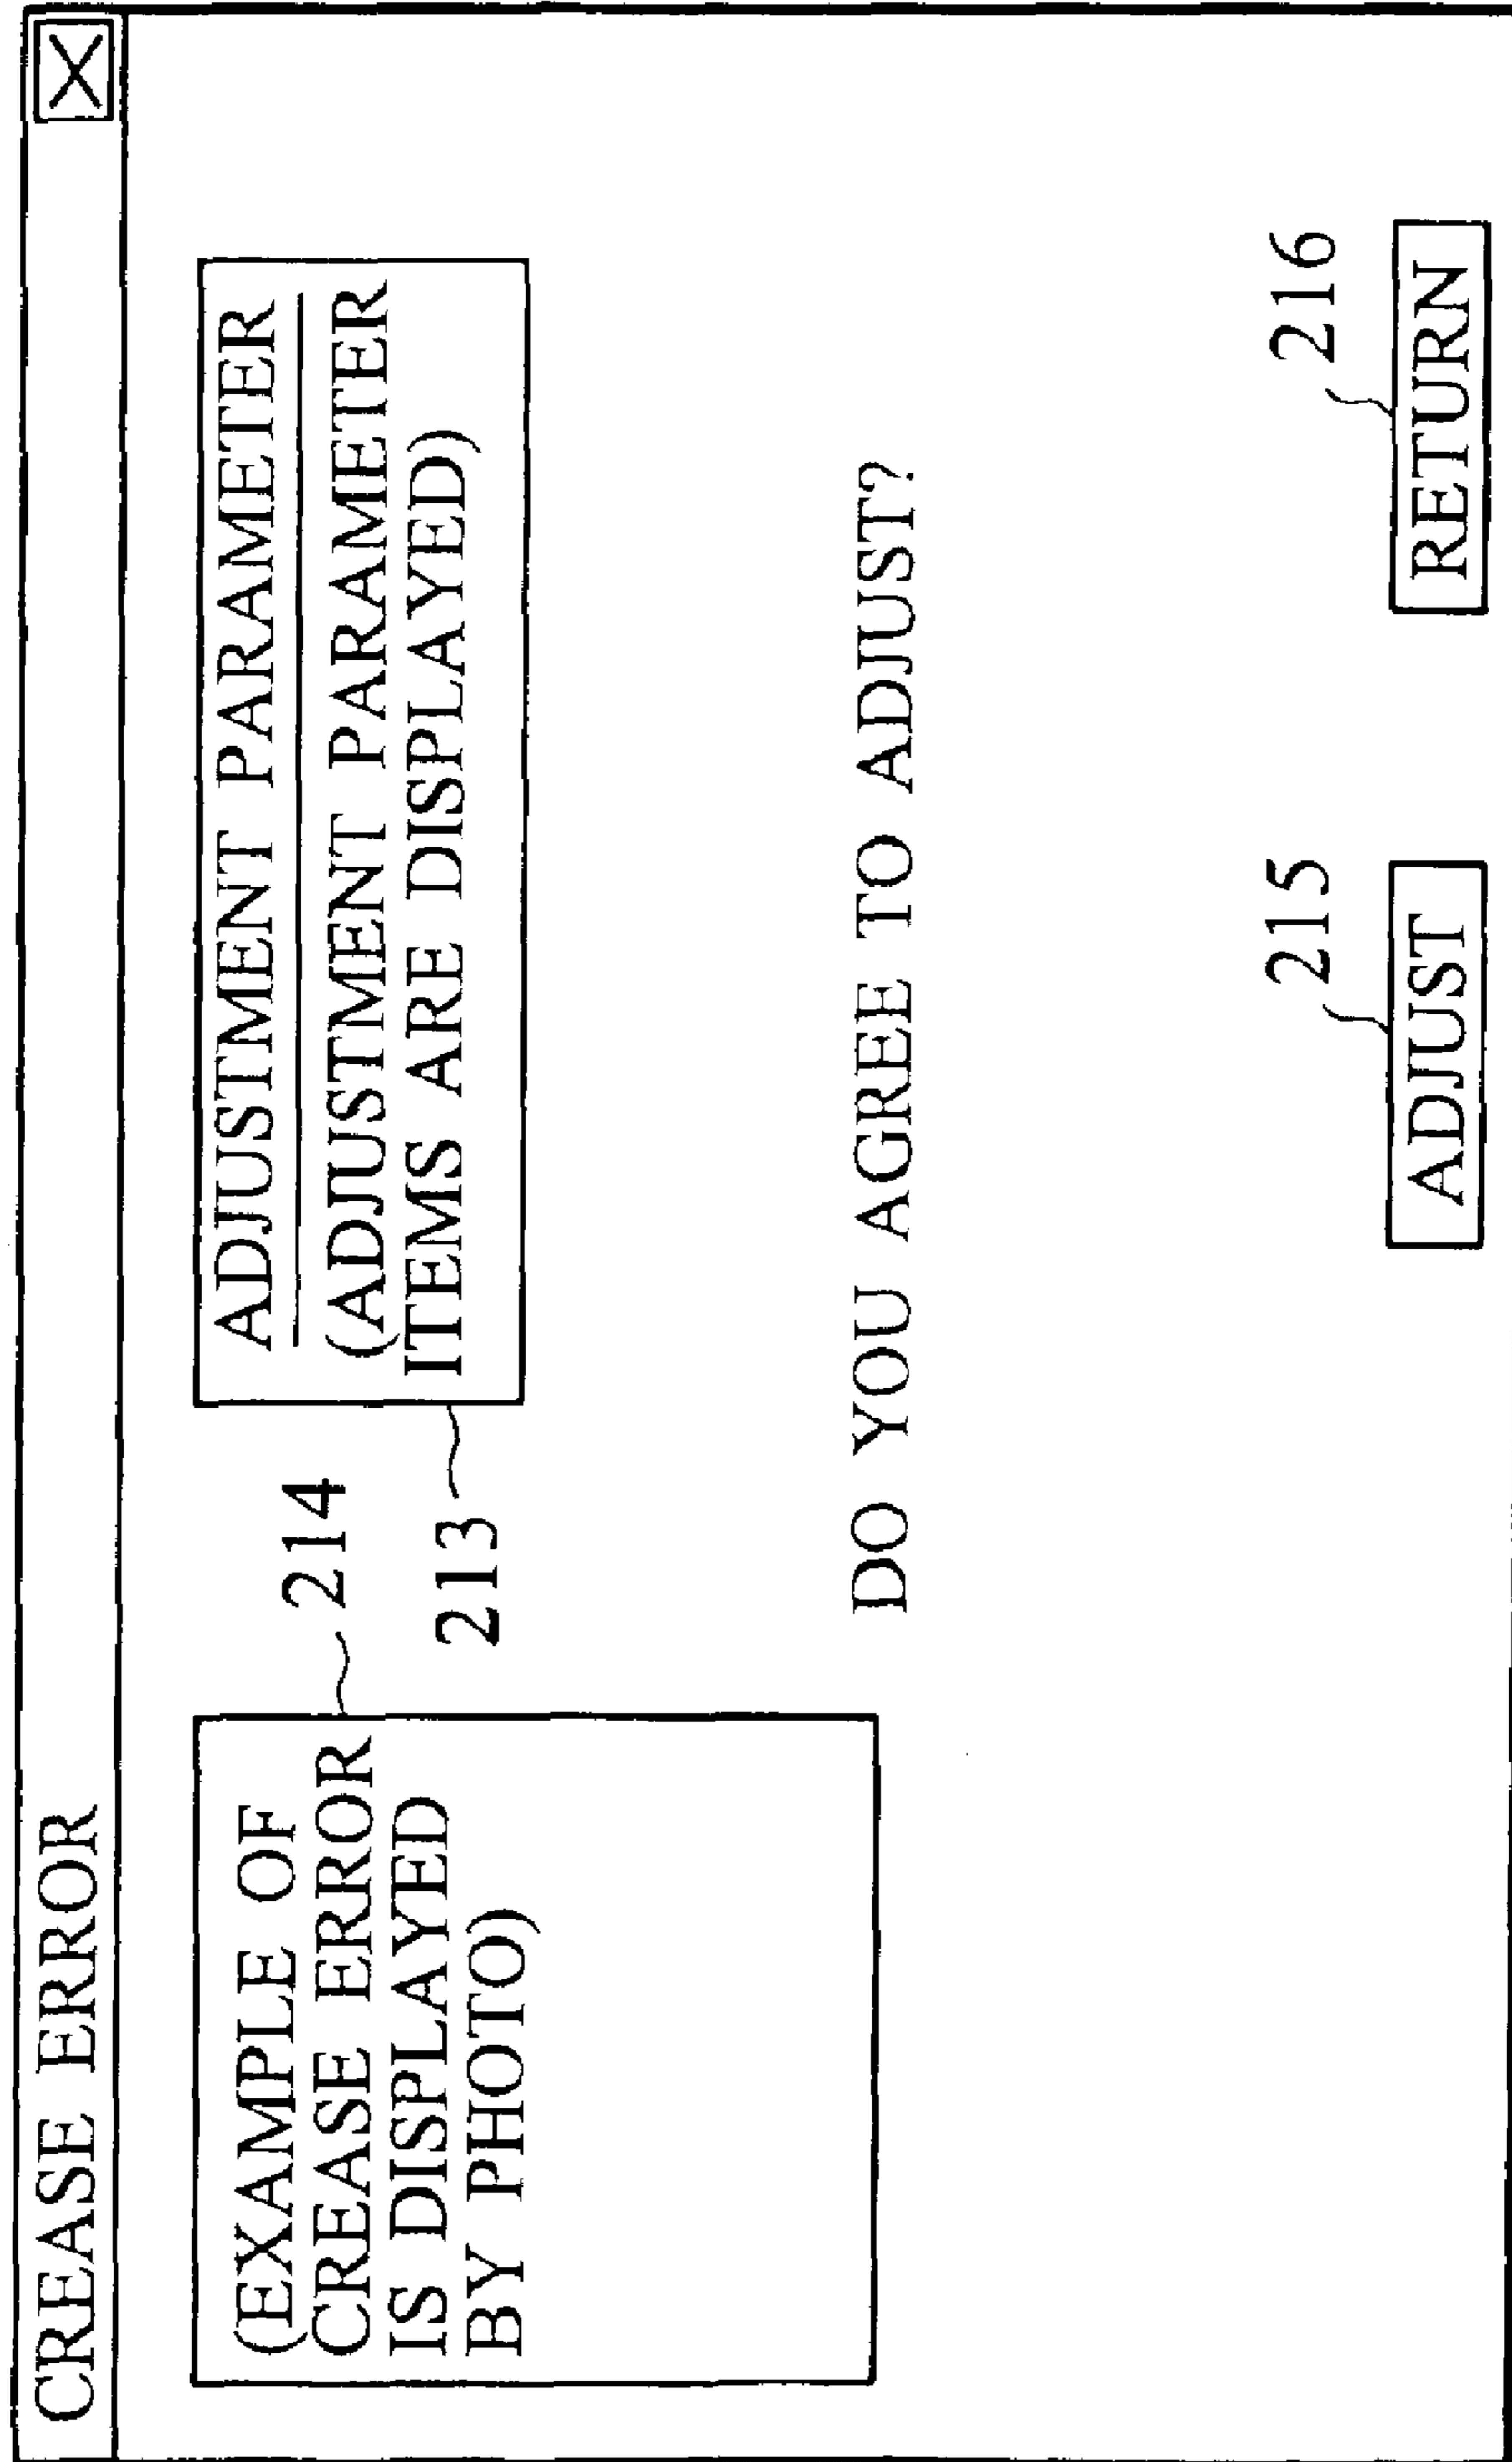 CREASE ERROR
X
(EXAMPLE OF
CREASE ERROR
IS DISPLAYED
BY PHOTO)
214
213
ADJUSTMENT PARAMETER
(ADJUSTMENT PARAMETER
ITEMS ARE DISPLAYED)
DO YOU AGREE TO ADJUST?
215
216
ADJUST
RETURN